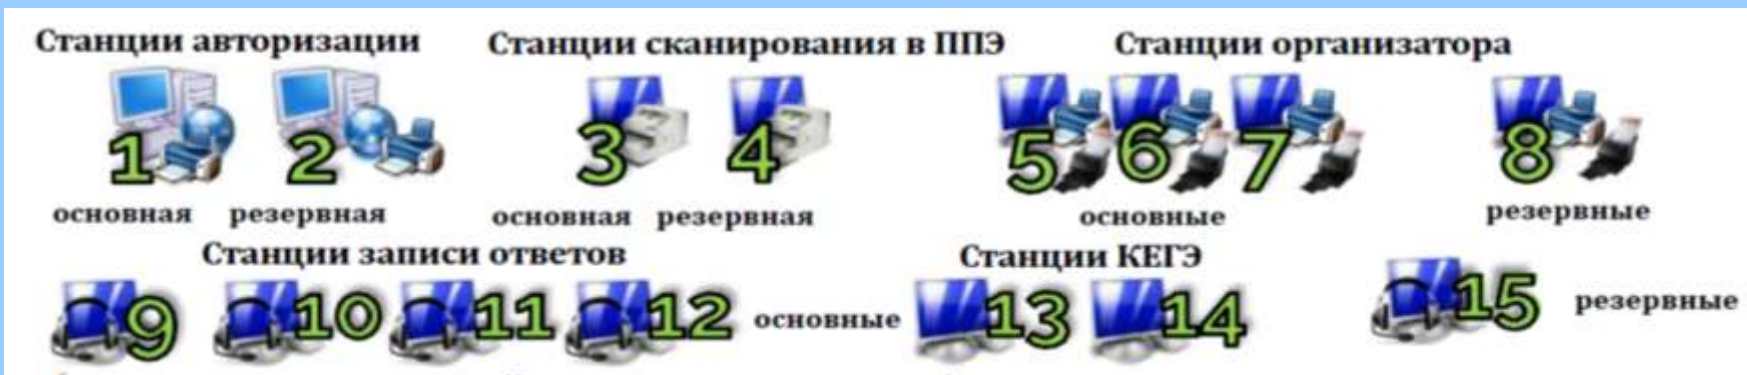 Станции авторизации Станции сканирования в ППЭ Станции организатора
1 2 3 4 5 6 7 8
основная резервная основная резервная основные резервные
Станции записи ответов Станции КЕГЭ
9 10 11 12 основные 13 14 15 резервные